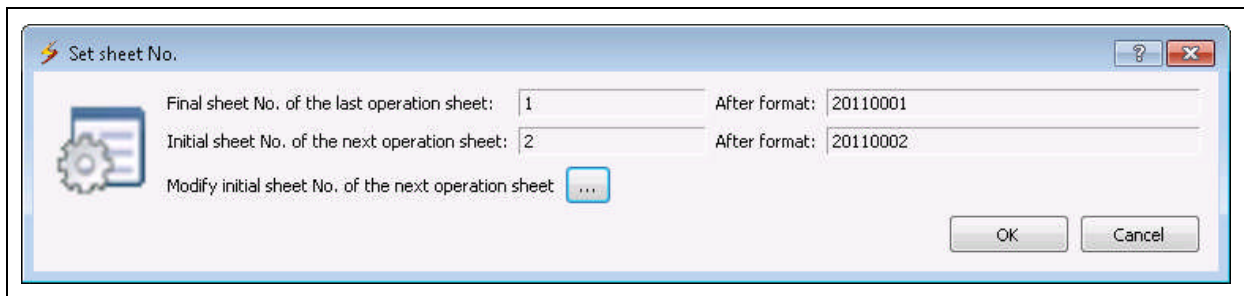 Set sheet No.
Final sheet No. of the last operation sheet: 1 After format: 20110001
Initial sheet No. of the next operation sheet: 2 After format: 20110002
Modify initial sheet No. of the next operation sheet ...
OK Cancel